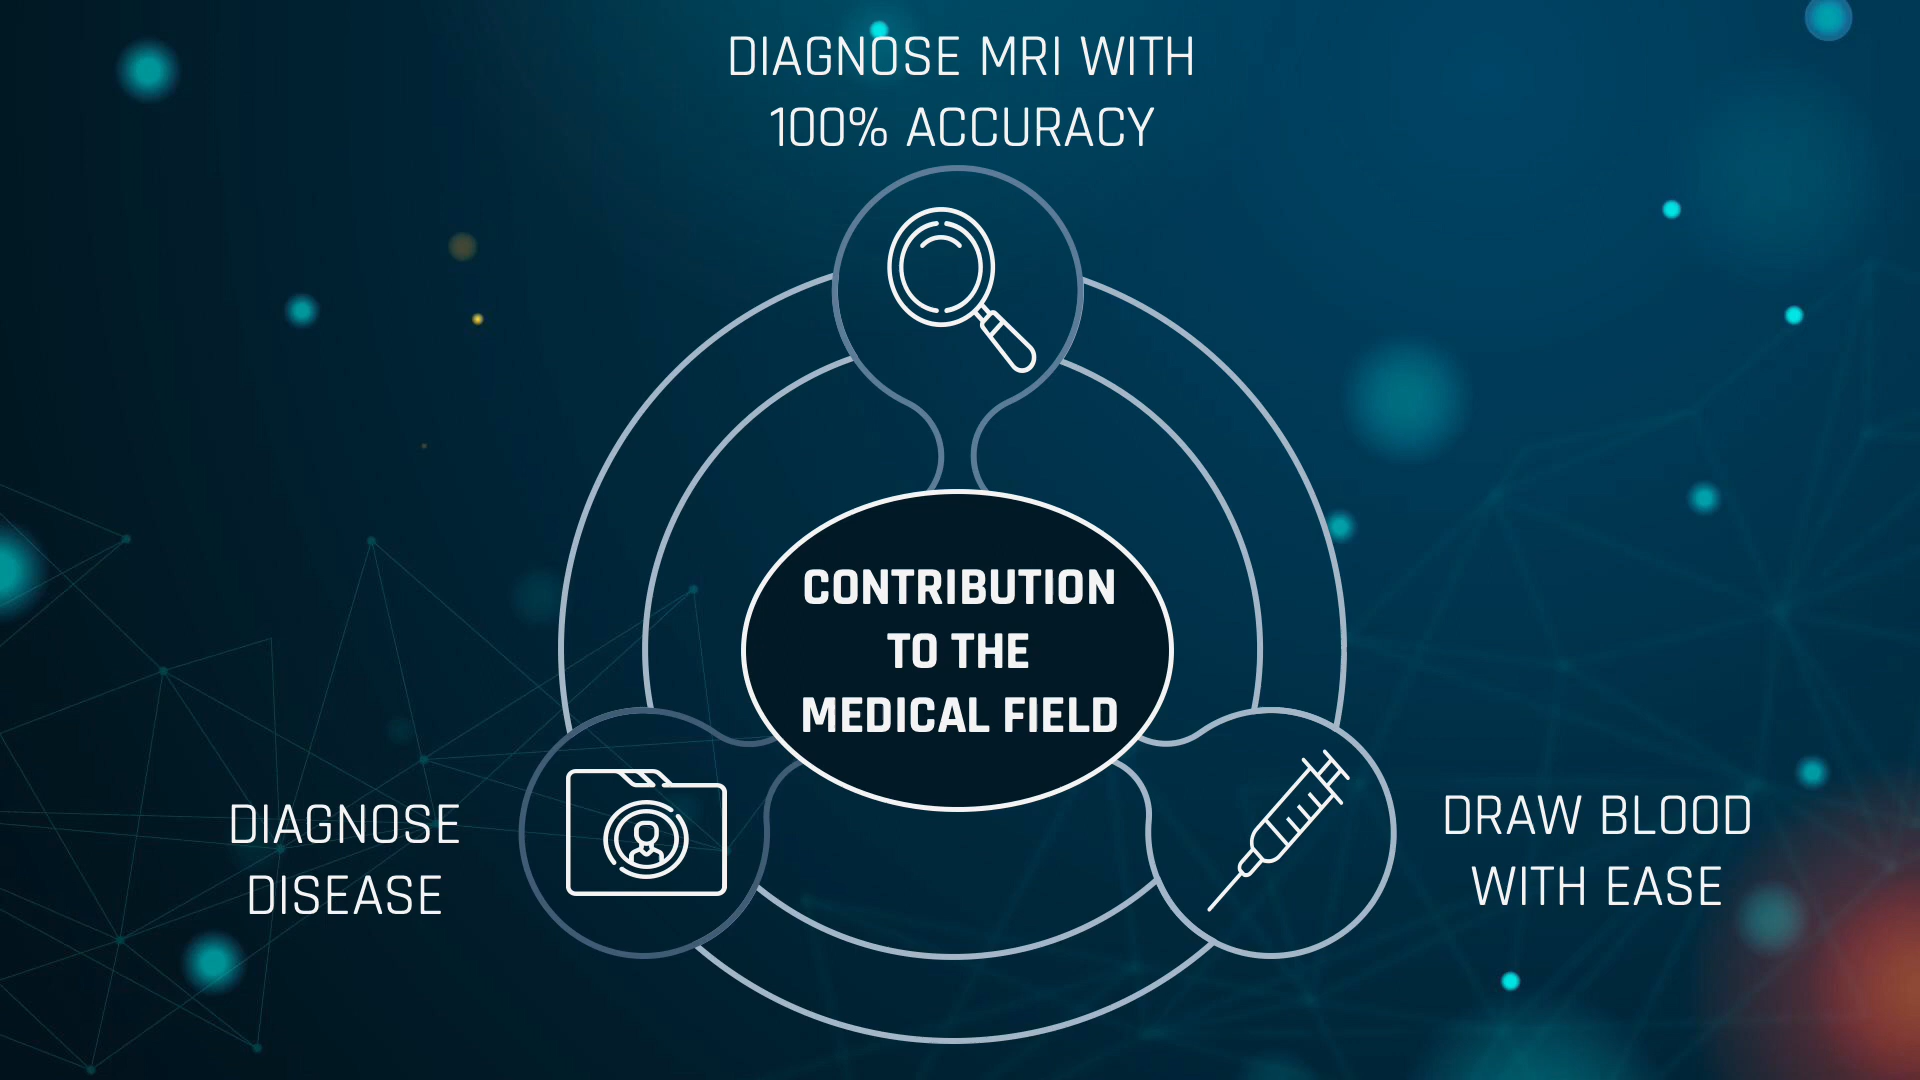 DIAGNOSE MRI WITH
100% ACCURACY
CONTRIBUTION
TO THE
MEDICAL FIELD
DIAGNOSE
DISEASE
DRAW BLOOD
WITH EASE